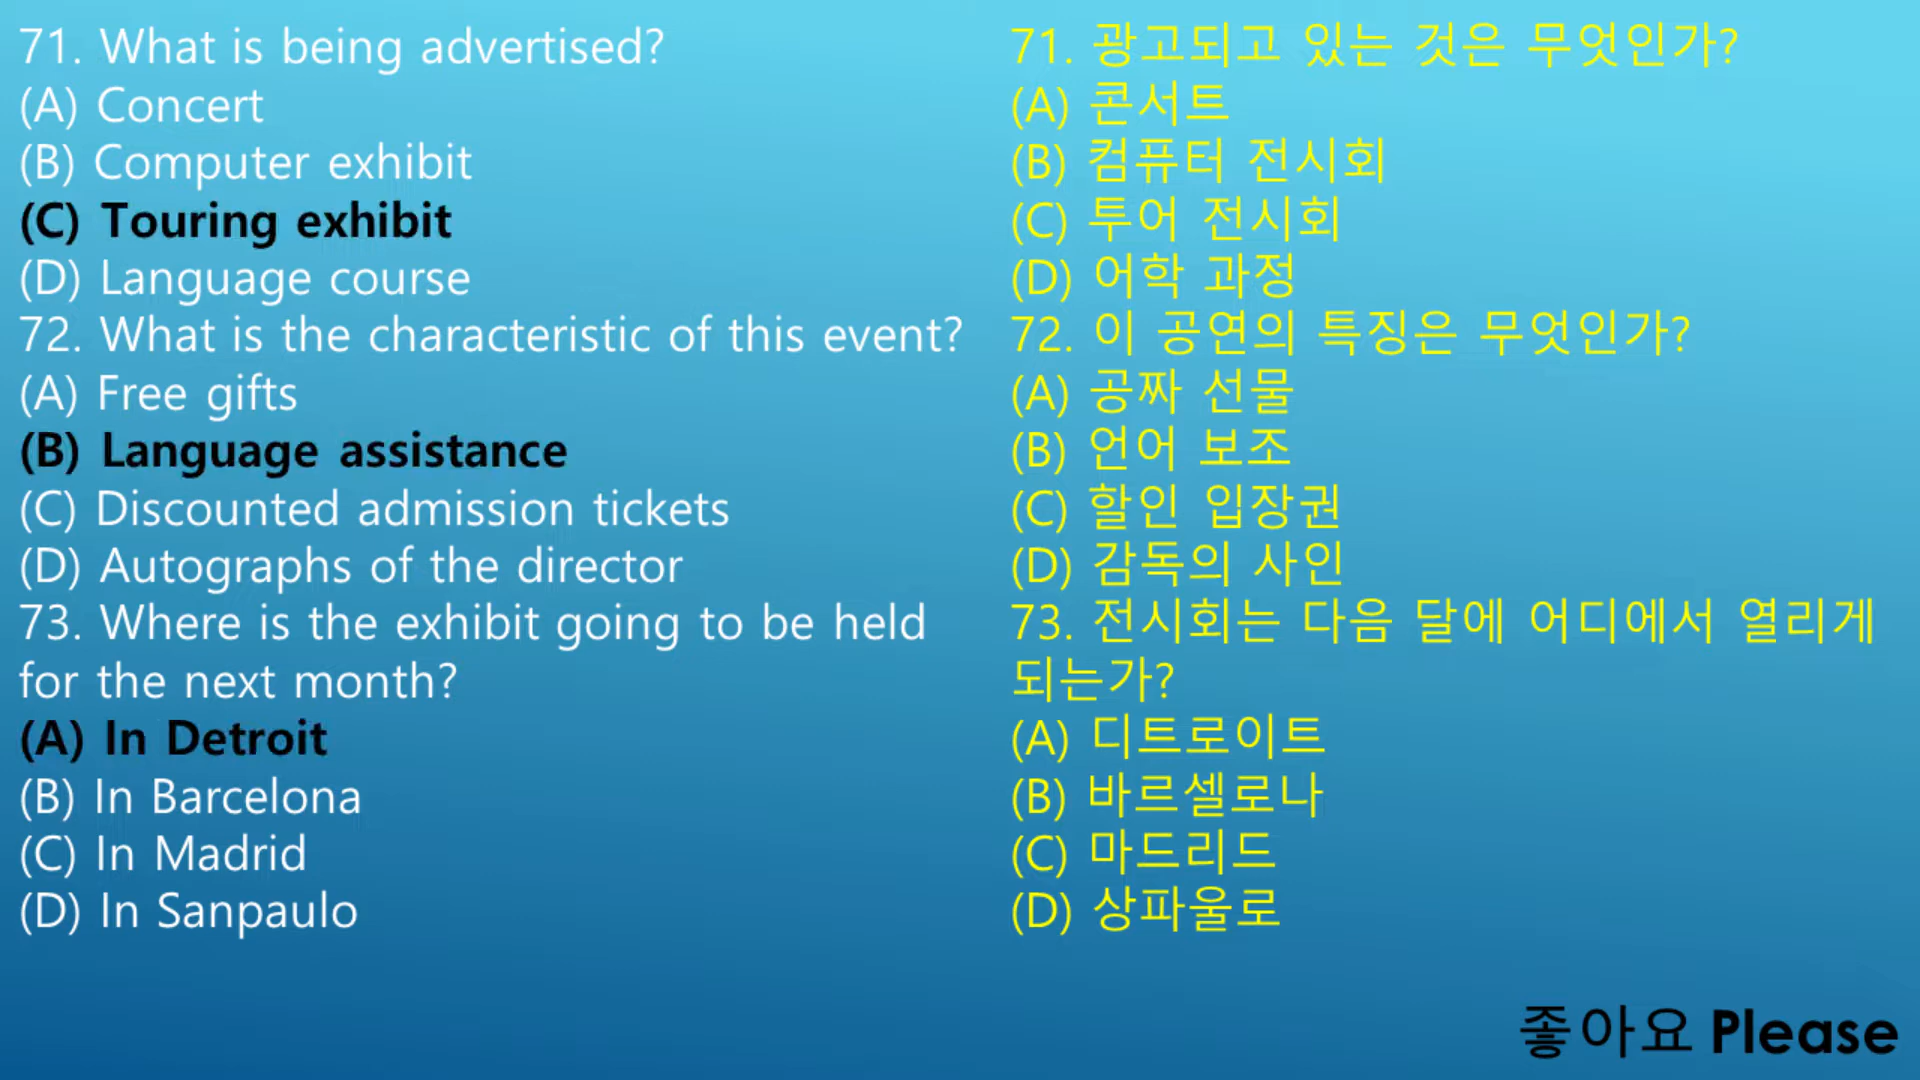 71. What is being advertised?
(A) Concert
(B) Computer exhibit
(C) Touring exhibit
(D) Language course
72. What is the characteristic of this event?
(A) Free gifts
(B) Language assistance
(C) Discounted admission tickets
(D) Autographs of the director
73. Where is the exhibit going to be held
for the next month?
(A) In Detroit
(B) In Barcelona
(C) In Madrid
(D) In Sanpaulo
71. 광고되고 있는 것은 무엇인가?
(A) 콘서트
(B) 컴퓨터 전시회
(C) 투어 전시회
(D) 어학 과정
72. 이 공연의 특징은 무엇인가?
(A) 공짜 선물
(B) 언어 보조
(C) 할인 입장권
(D) 감독의 사인
73. 전시회는 다음 달에 어디에서 열리게
되는가?
(A) 디트로이트
(B) 바르셀로나
(C) 마드리드
(D) 상파울로
좋아요 Please